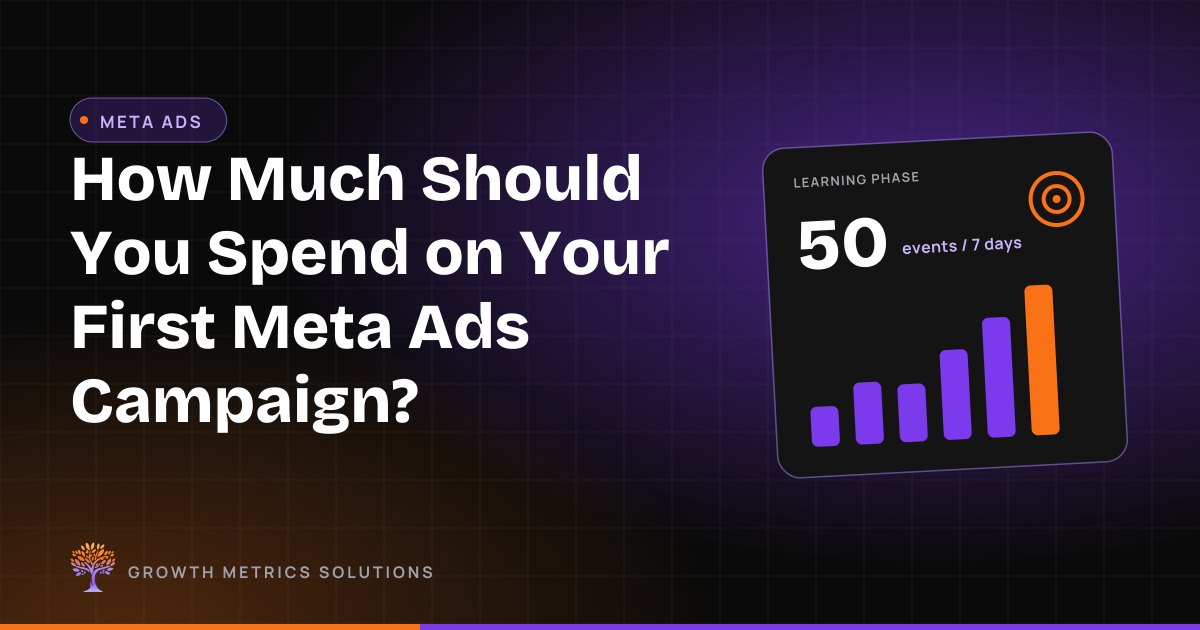 META ADS
How Much Should
You Spend on Your
First Meta Ads
Campaign?
LEARNING PHASE
50 events / 7 days
GROWTH METRICS SOLUTIONS